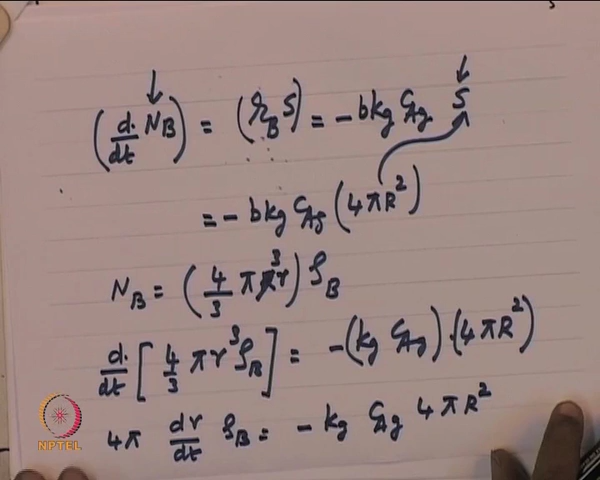 (d/dt N_B) = (r_B S) = - b k_g C_Ag S
= - b k_g C_Ag (4πR²)
N_B = (4/3 π r³) ρ_B
d/dt [4/3 π r³ ρ_B] = - (k_g C_Ag) . (4πR²)
4π dr/dt ρ_B = - k_g C_Ag 4πR²
NPTEL